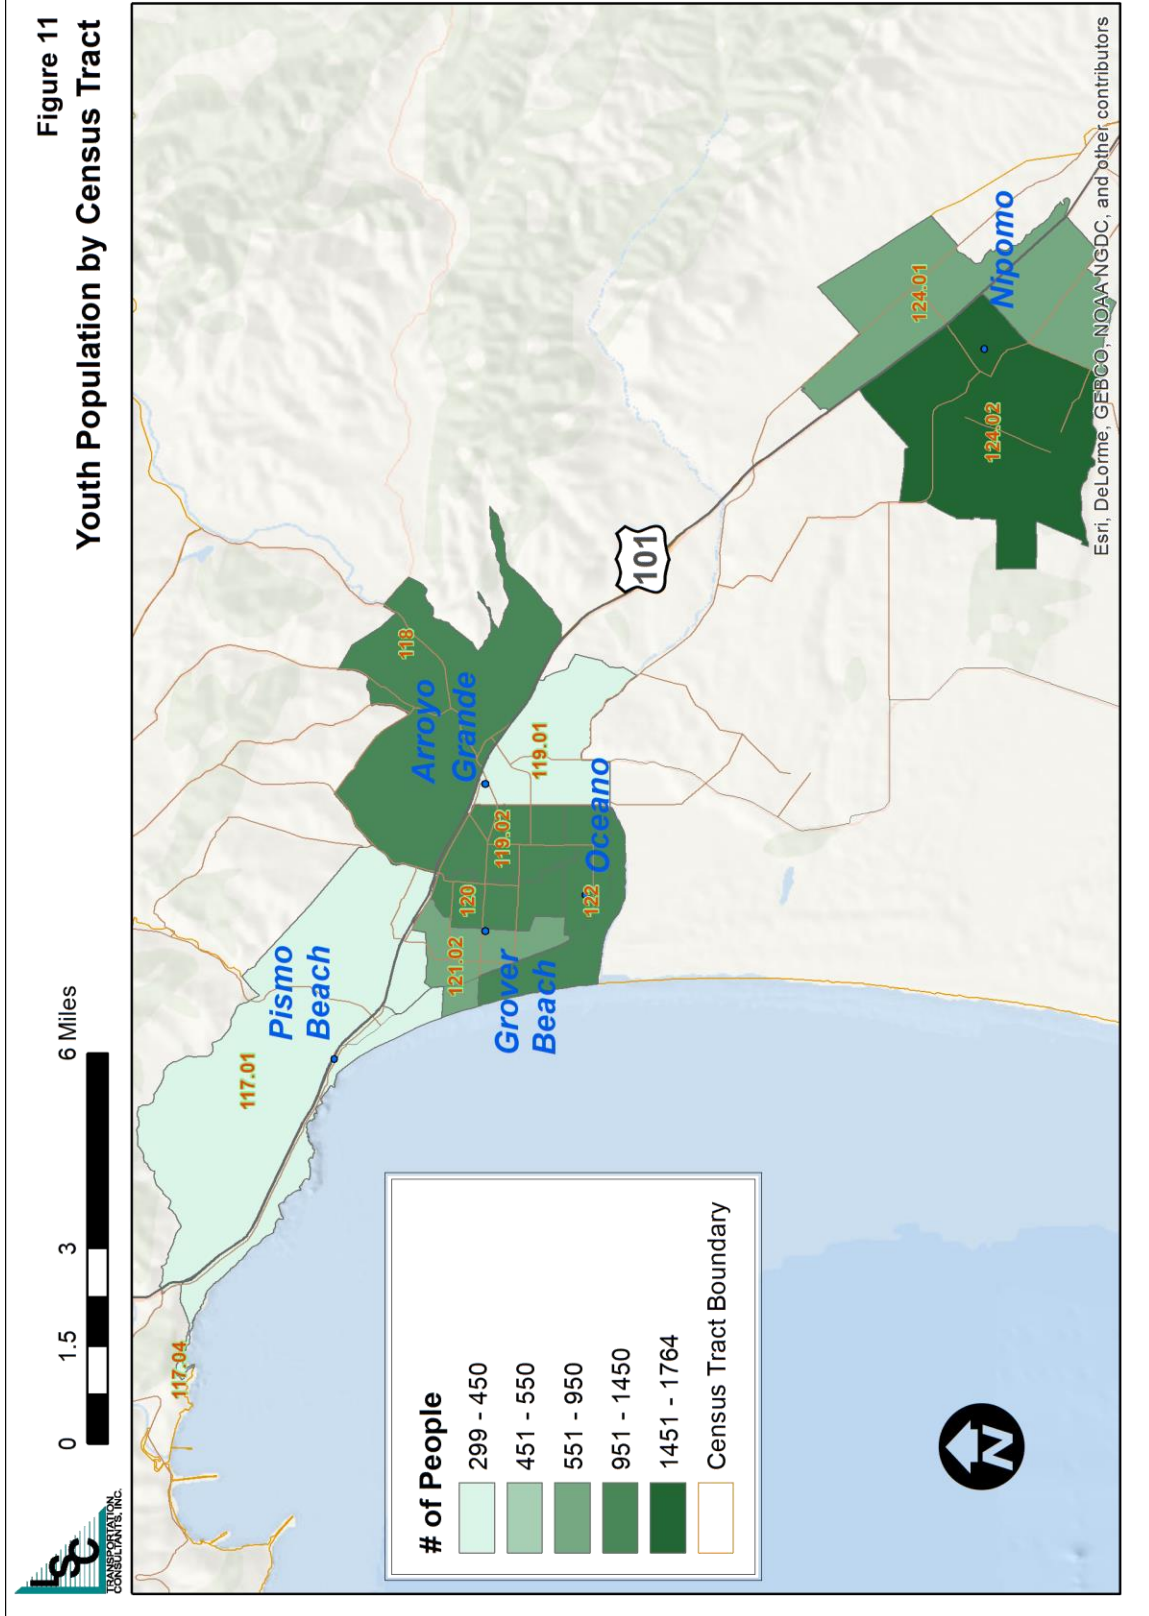 Figure 11
Youth Population by Census Tract
LSC
TRANSPORTATION
CONSULTANTS, INC.
0 1.5 3 6 Miles
117.04
117.01
Pismo
Beach
118
Arroyo
Grande
121.02
120
119.02
119.01
Grover
Beach
122
Oceano
101
124.01
Nipomo
124.02
# of People
299 - 450
451 - 550
551 - 950
951 - 1450
1451 - 1764
Census Tract Boundary
N
Esri, DeLorme, GEBCO, NOAA NGDC, and other contributors